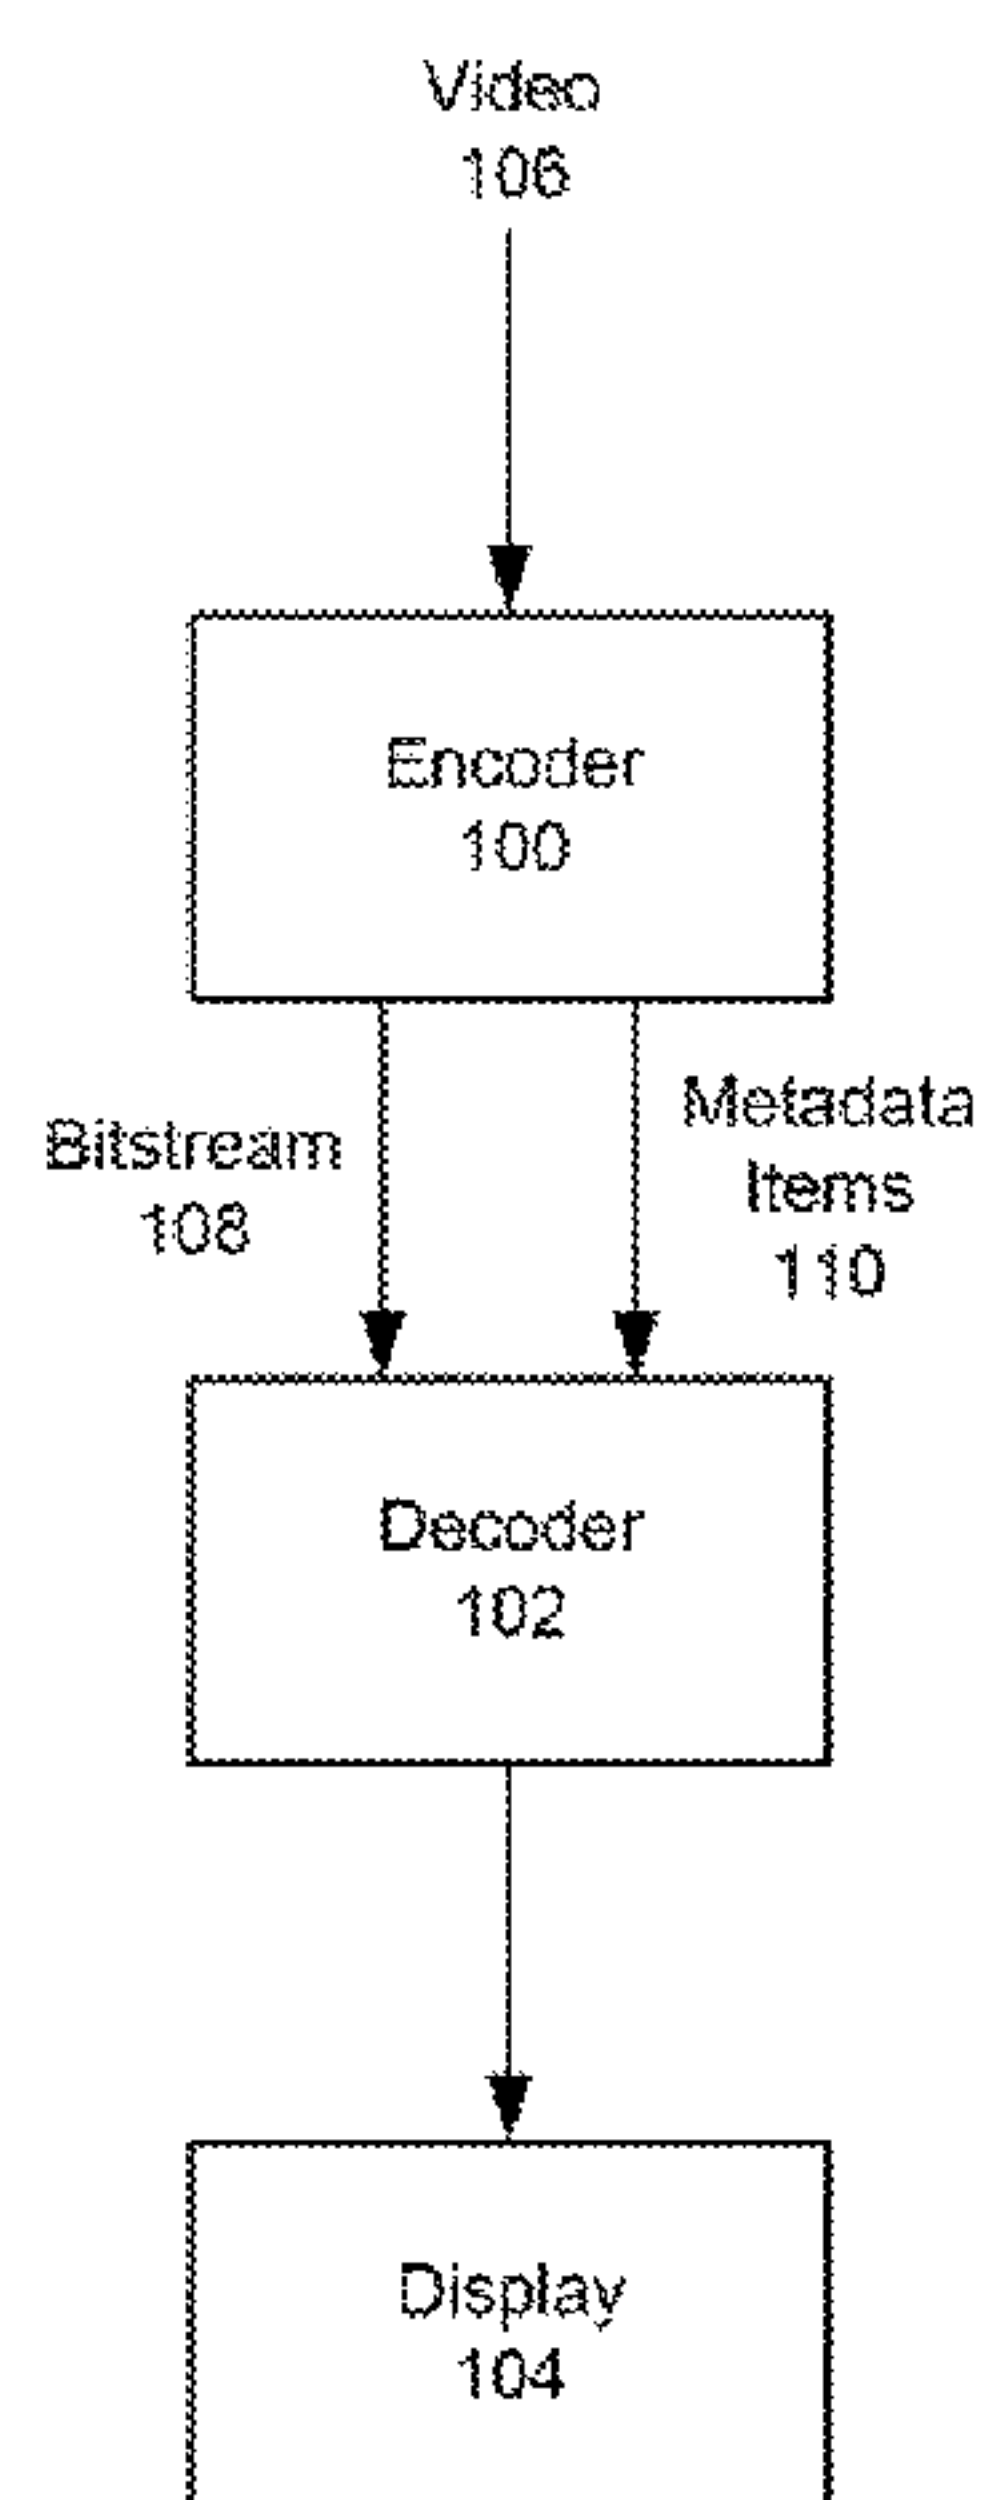 Video
106
Encoder
100
Bitstream
108
Metadata
Items
110
Decoder
102
Display
104